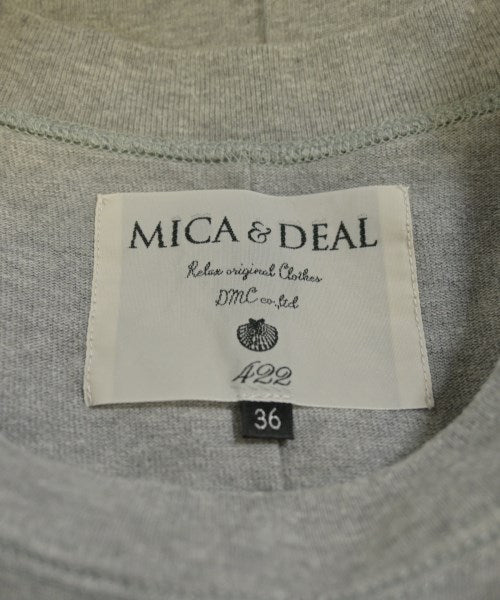 MICA & DEAL
Relax original Clothes
DMC co.,ltd
422
36